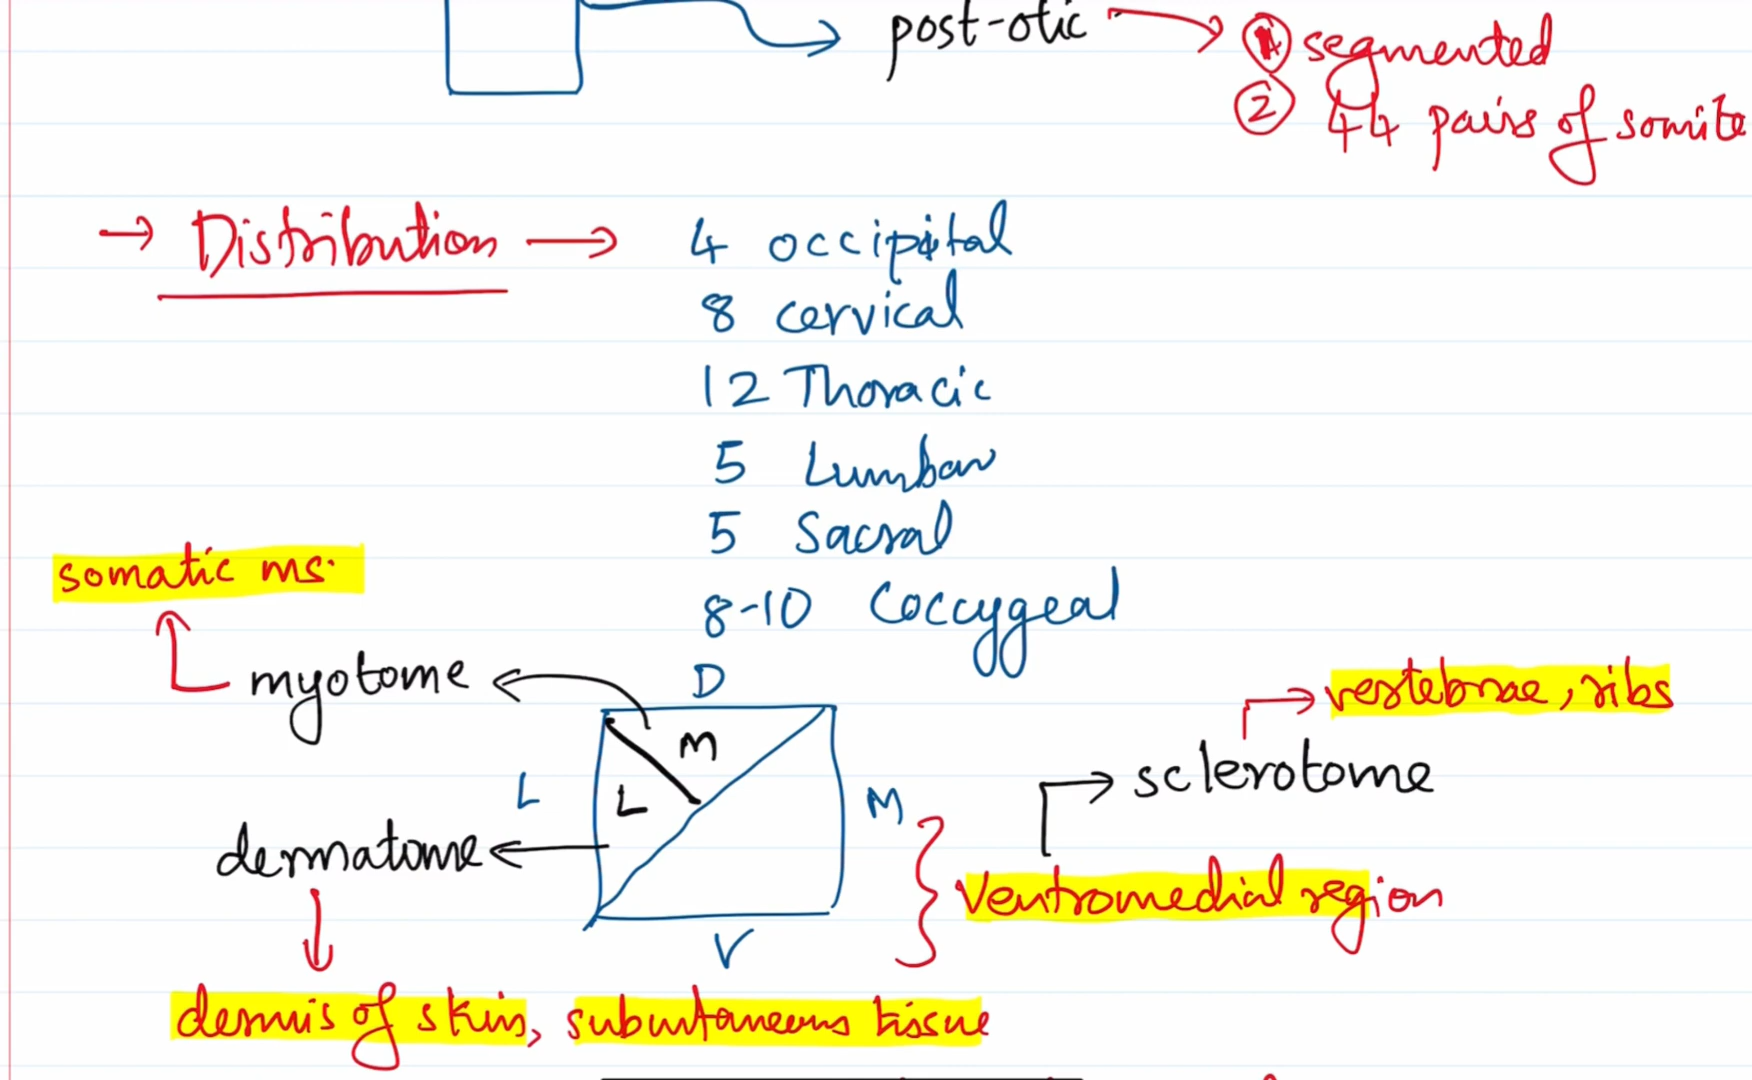 post-otic → ① segmented
② 44 pairs of somite
→ Distribution → 4 occipital
8 cervical
12 Thoracic
5 Lumbar
5 Sacral
8-10 Coccygeal
somatic ms.
myotome
D
M
L
L
M
V
dermatome
dermis of skin, subcutaneous tissue
vertebrae, ribs
sclerotome
Ventromedial region